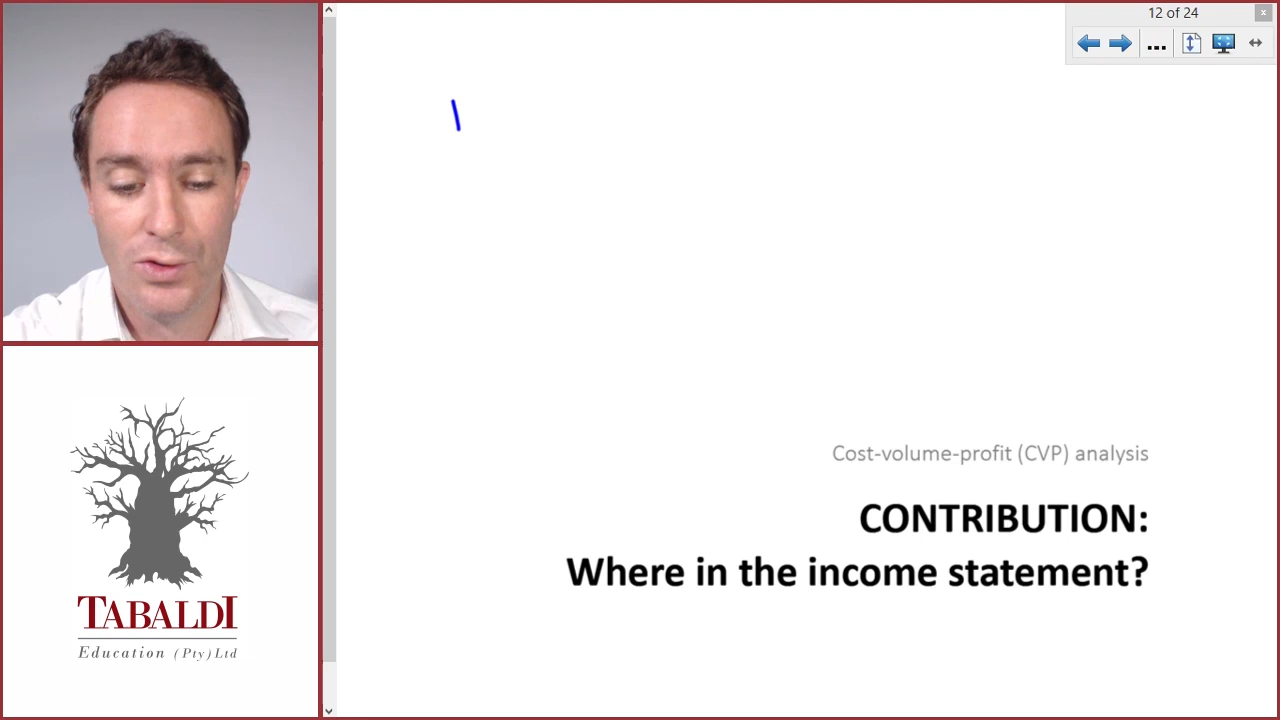 12 of 24
Cost-volume-profit (CVP) analysis
CONTRIBUTION:
Where in the income statement?
TABALDI
Education (Pty) Ltd